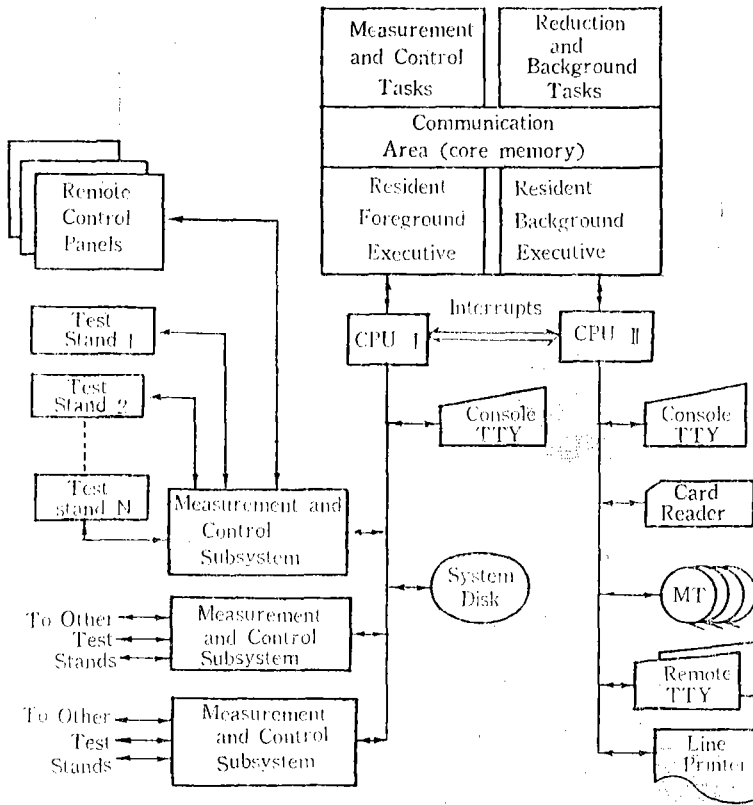 Measurement
and Control
Tasks
Reduction
and
Background
Tasks
Communication
Area (core memory)
Resident
Foreground
Executive
Resident
Background
Executive
Remote
Control
Panels
Interrupts
CPU I
CPU II
Test
Stand 1
Test
Stand 2
Test
stand N
Console
TTY
Console
TTY
Measurement and
Control
Subsystem
Card
Reader
System
Disk
MT
To Other
Test
Stands
Measurement
and Control
Subsystem
Remote
TTY
To Other
Test
Stands
Measurement
and Control
Subsystem
Line
Printer